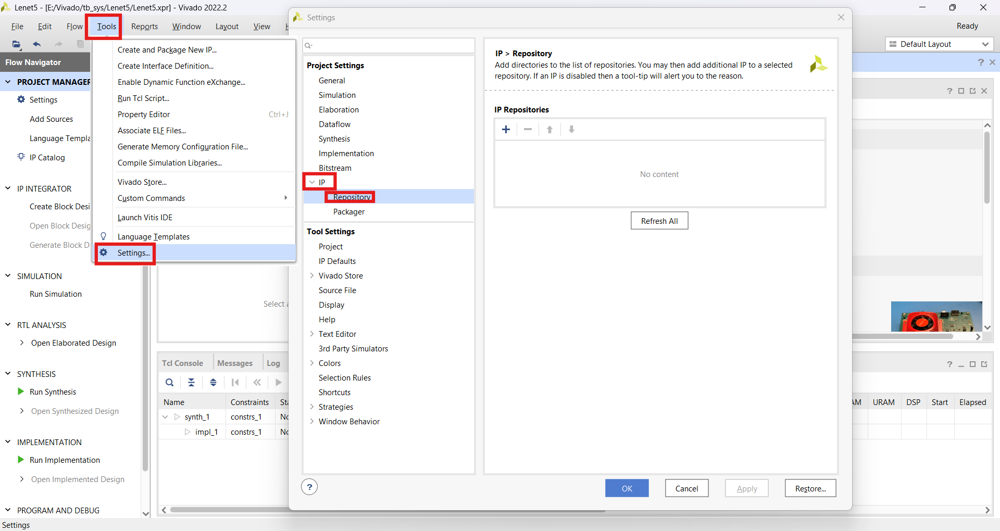 Lenet5 - [E:/Vivado/tb_sys/Lenet5/Lenet5.xpr] - Vivado 2022.2
File Edit Flow Tools Reports Window Layout View
Ready
Default Layout
Flow Navigator
PROJECT MANAGER
Settings
Add Sources
Language Templa
IP Catalog
IP INTEGRATOR
Create Block Desi
Open Block Desig
Generate Block D
SIMULATION
Run Simulation
RTL ANALYSIS
Open Elaborated Design
SYNTHESIS
Run Synthesis
Open Synthesized Design
IMPLEMENTATION
Run Implementation
Open Implemented Design
PROGRAM AND DEBUG
Settings
Create and Package New IP...
Create Interface Definition...
Enable Dynamic Function eXchange...
Run Tcl Script...
Property Editor Ctrl+J
Associate ELF Files...
Generate Memory Configuration File...
Compile Simulation Libraries...
Vivado Store...
Custom Commands
Launch Vitis IDE
Language Templates
Settings...
Select a
Tcl Console Messages Log
Name Constraints Sta
synth_1 constrs_1 No
impl_1 constrs_1 No
Settings
Project Settings
General
Simulation
Elaboration
Dataflow
Synthesis
Implementation
Bitstream
IP
Repository
Packager
Tool Settings
Project
IP Defaults
Vivado Store
Source File
Display
Help
Text Editor
3rd Party Simulators
Colors
Selection Rules
Shortcuts
Strategies
Window Behavior
IP > Repository
Add directories to the list of repositories. You may then add additional IP to a selected
repository. If an IP is disabled then a tool-tip will alert you to the reason.
IP Repositories
No content
Refresh All
?
OK Cancel Apply Restore...
AM URAM DSP Start Elapsed